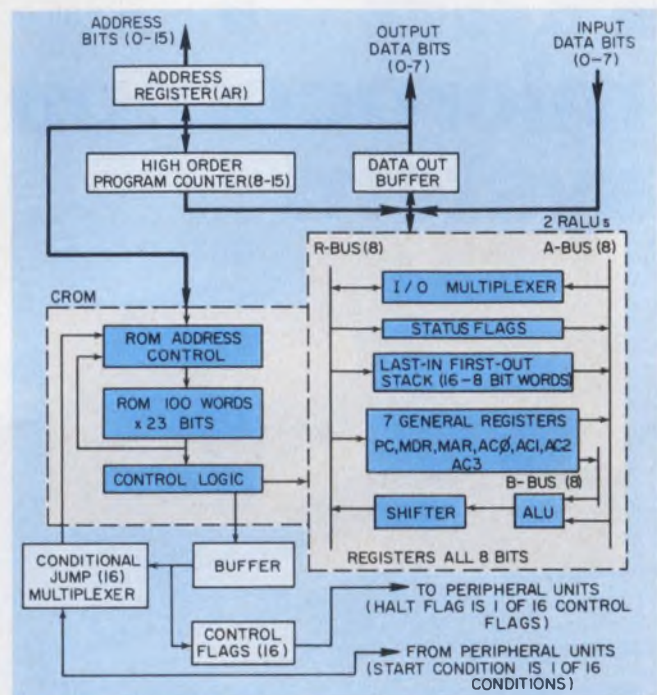 ADDRESS
BITS (0-15)
OUTPUT
DATA BITS
(0-7)
INPUT
DATA BITS
(0-7)
ADDRESS
REGISTER (AR)
HIGH ORDER
PROGRAM COUNTER (8-15)
DATA OUT
BUFFER
2 RALUs
R-BUS (8)
A-BUS (8)
I/O MULTIPLEXER
STATUS FLAGS
LAST-IN FIRST-OUT
STACK (16-8 BIT WORDS)
7 GENERAL REGISTERS
PC, MDR, MAR, ACØ, AC1, AC2
AC3
B-BUS (8)
SHIFTER
ALU
REGISTERS ALL 8 BITS
CROM
ROM ADDRESS
CONTROL
ROM 100 WORDS
x 23 BITS
CONTROL LOGIC
CONDITIONAL
JUMP (16)
MULTIPLEXER
BUFFER
CONTROL
FLAGS (16)
TO PERIPHERAL UNITS
(HALT FLAG IS 1 OF 16 CONTROL
FLAGS)
FROM PERIPHERAL UNITS
(START CONDITION IS 1 OF 16
CONDITIONS)